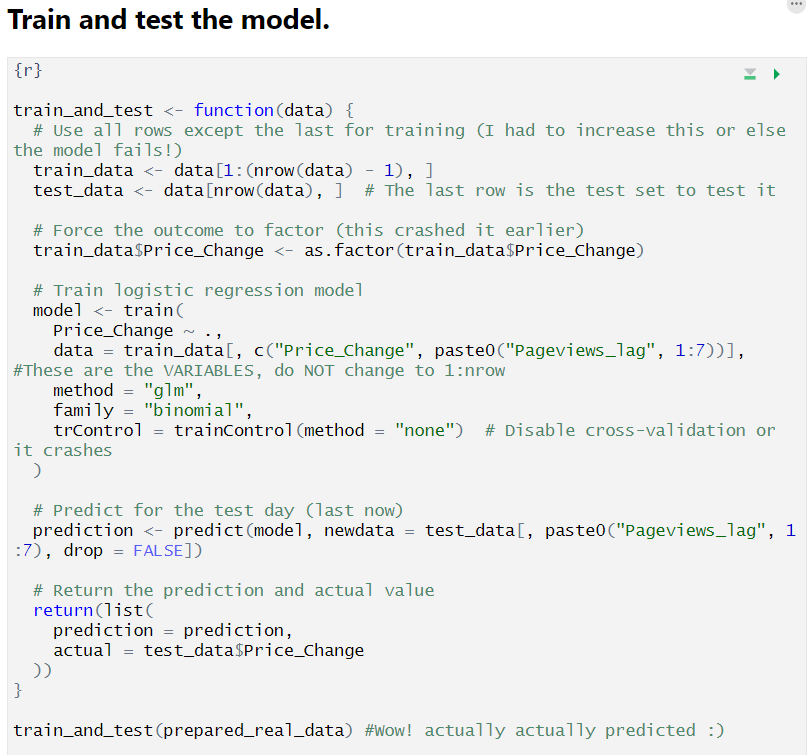 Train and test the model.
{r}
train_and_test <- function(data) {
  # Use all rows except the last for training (I had to increase this or else
the model fails!)
  train_data <- data[1:(nrow(data) - 1), ]
  test_data <- data[nrow(data), ]  # The last row is the test set to test it
  # Force the outcome to factor (this crashed it earlier)
  train_data$Price_Change <- as.factor(train_data$Price_Change)
  # Train logistic regression model
  model <- train(
    Price_Change ~ .,
    data = train_data[, c("Price_Change", paste0("Pageviews_lag", 1:7))],
#These are the VARIABLES, do NOT change to 1:nrow
    method = "glm",
    family = "binomial",
    trControl = trainControl(method = "none")  # Disable cross-validation or
it crashes
  )
  # Predict for the test day (last now)
  prediction <- predict(model, newdata = test_data[, paste0("Pageviews_lag", 1
:7), drop = FALSE])
  # Return the prediction and actual value
  return(list(
    prediction = prediction,
    actual = test_data$Price_Change
  ))
}
train_and_test(prepared_real_data) #Wow! actually actually predicted :)